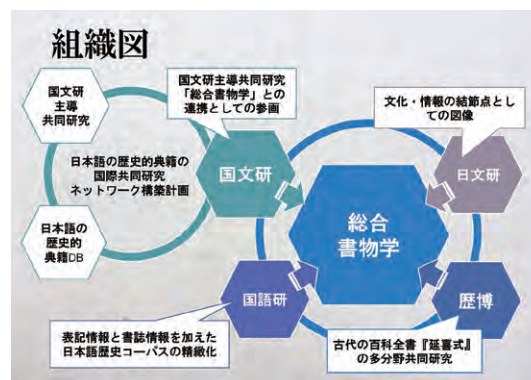 組織図
国文研
主導
共同研究
国文研主導共同研究
「総合書物学」との
連携としての参画
文化・情報の結節点と
しての図像
日本語の歴史的典籍の
国際共同研究
ネットワーク構築計画
国文研
日文研
総合
書物学
日本語の
歴史的
典籍DB
国語研
歴博
表記情報と書誌情報を加えた
日本語歴史コーパスの精緻化
古代の百科全書『延喜式』
の多分野共同研究